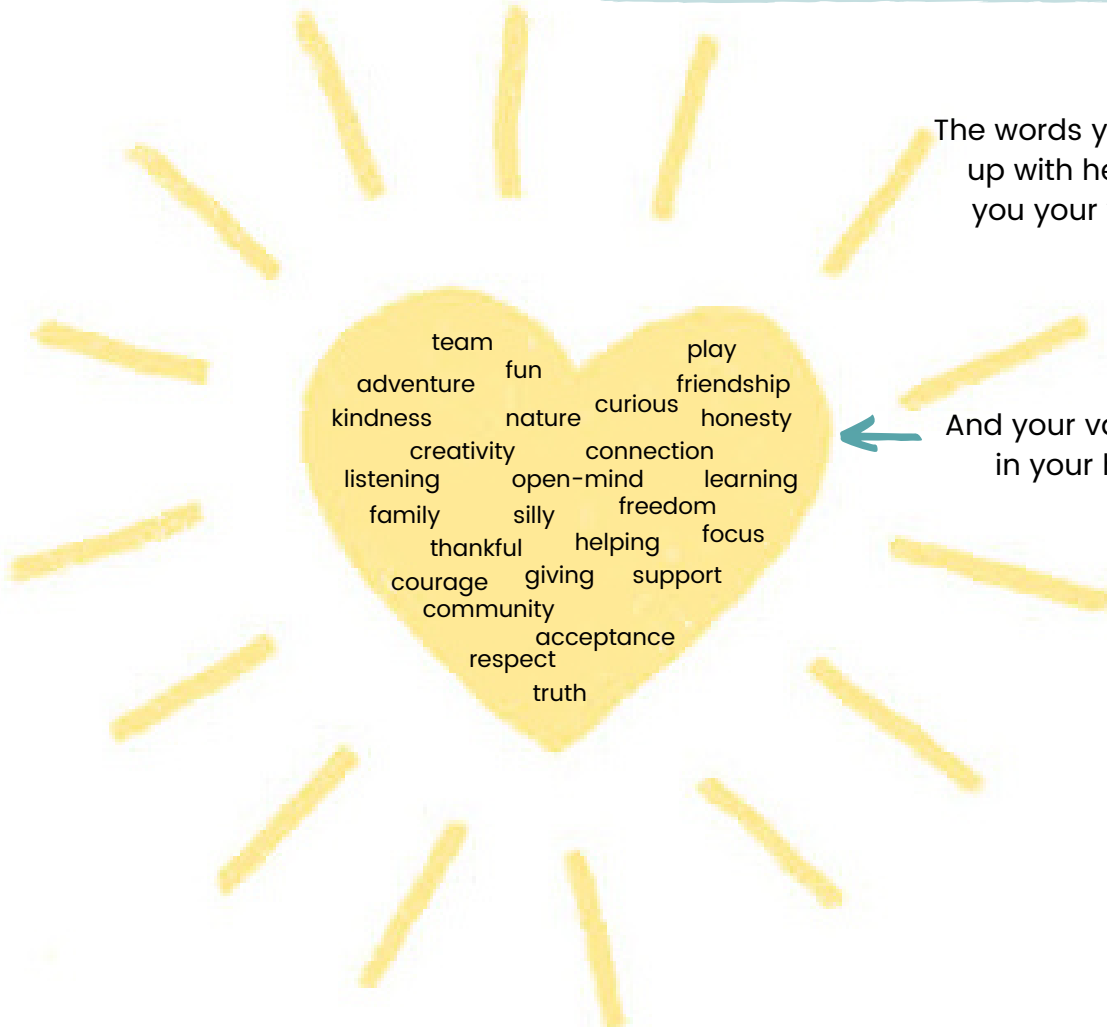 The words y
up with he
you your
team
play
fun
adventure
friendship
curious
kindness
nature
honesty
creativity
connection
listening
open-mind
learning
freedom
family
silly
focus
thankful
helping
courage
giving
support
community
acceptance
respect
truth
And your va
in your